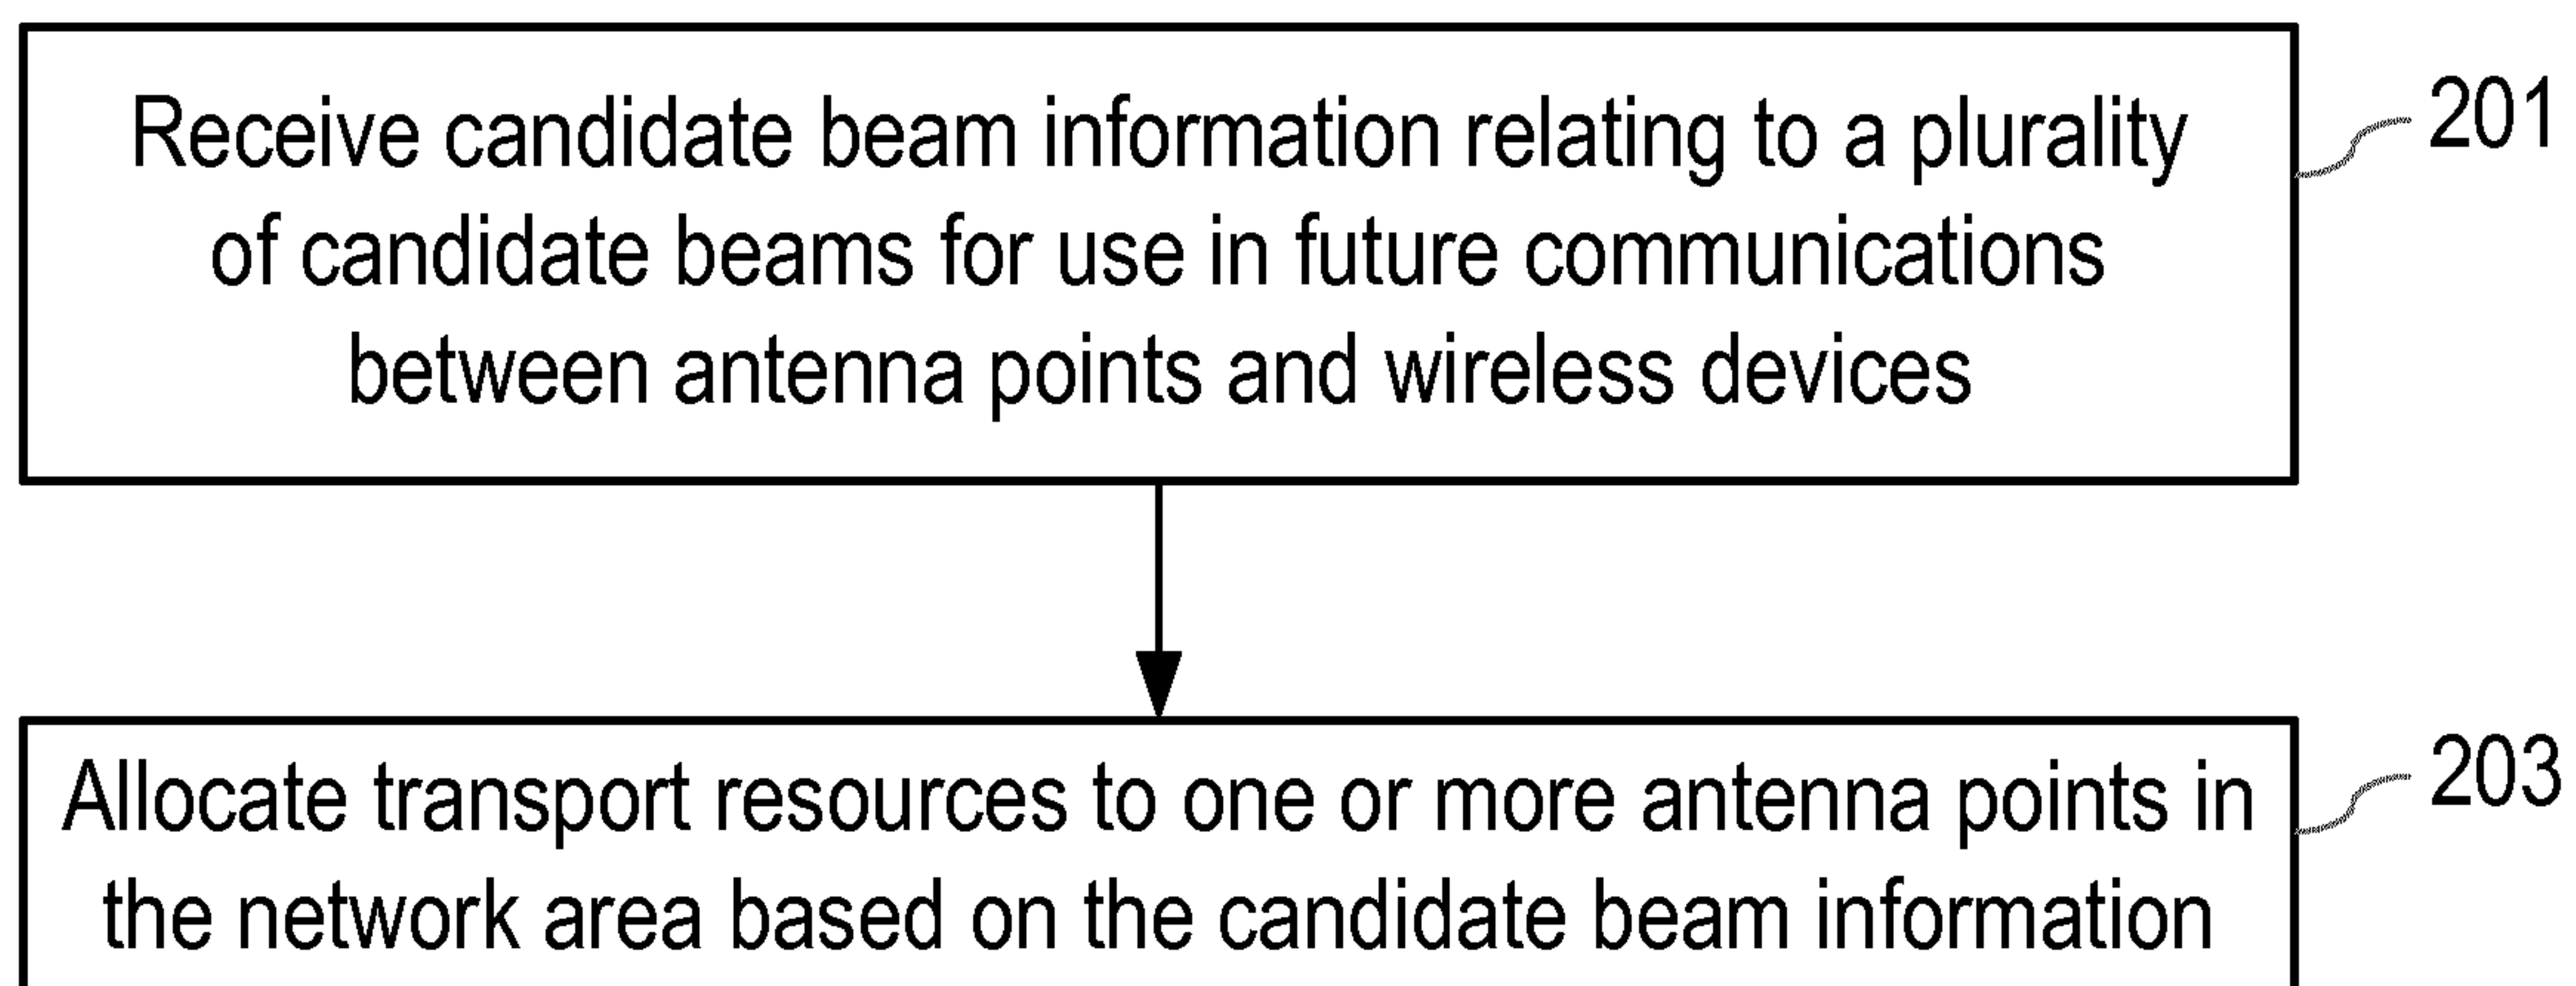 Receive candidate beam information relating to a plurality
of candidate beams for use in future communications
between antenna points and wireless devices
201
Allocate transport resources to one or more antenna points in
the network area based on the candidate beam information
203